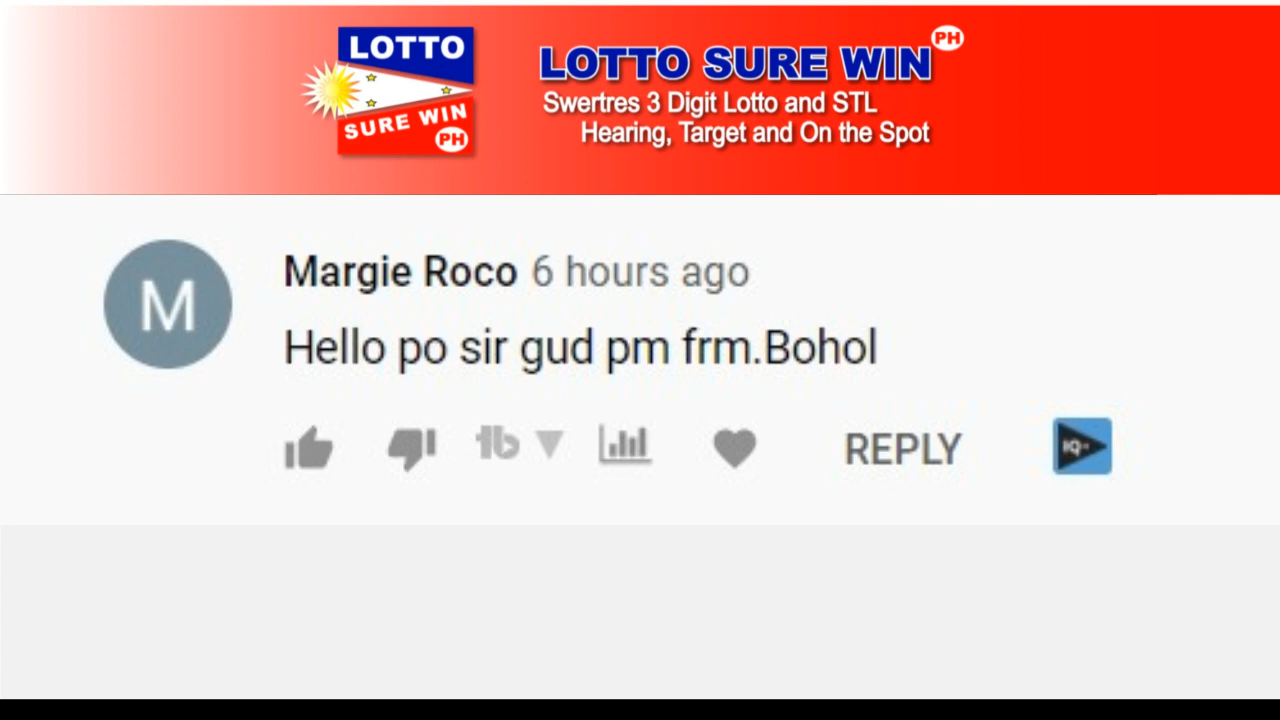 LOTTO
SURE WIN
PH
LOTTO SURE WIN PH
Swertres 3 Digit Lotto and STL
Hearing, Target and On the Spot
M
Margie Roco 6 hours ago
Hello po sir gud pm frm.Bohol
REPLY
IQ